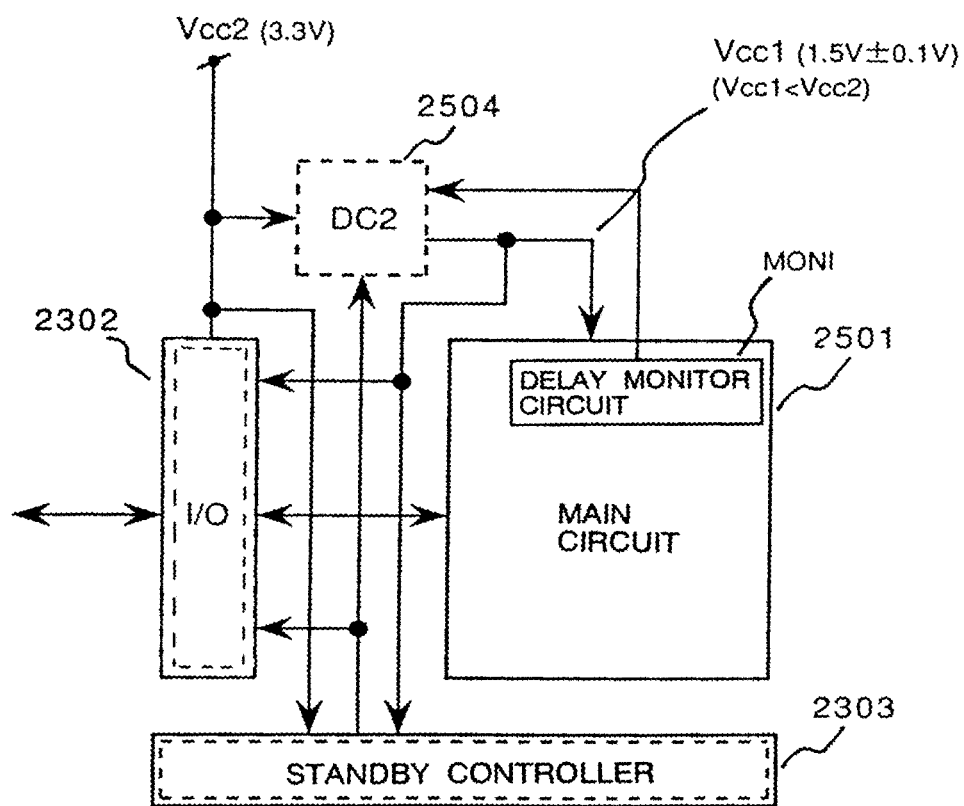 Vcc2 (3.3V)
Vcc1 (1.5V±0.1V)
(Vcc1<Vcc2)
2504
DC2
MONI
2302
2501
DELAY MONITOR
CIRCUIT
I/O
MAIN
CIRCUIT
2303
STANDBY CONTROLLER